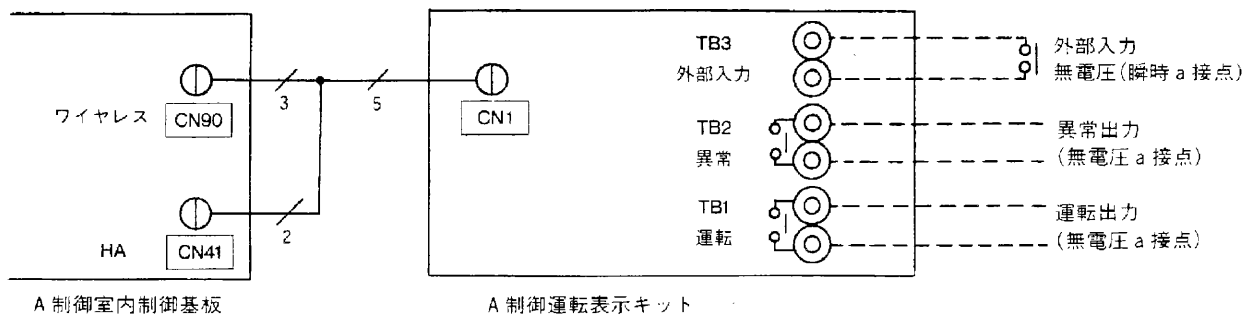 ワイヤレス
CN90
3
5
CN1
HA
CN41
2
A 制御室内制御基板
TB3
外部入力
外部入力
無電圧(瞬時 a 接点)
TB2
異常
異常出力
(無電圧 a 接点)
TB1
運転
運転出力
(無電圧 a 接点)
A 制御運転表示キット